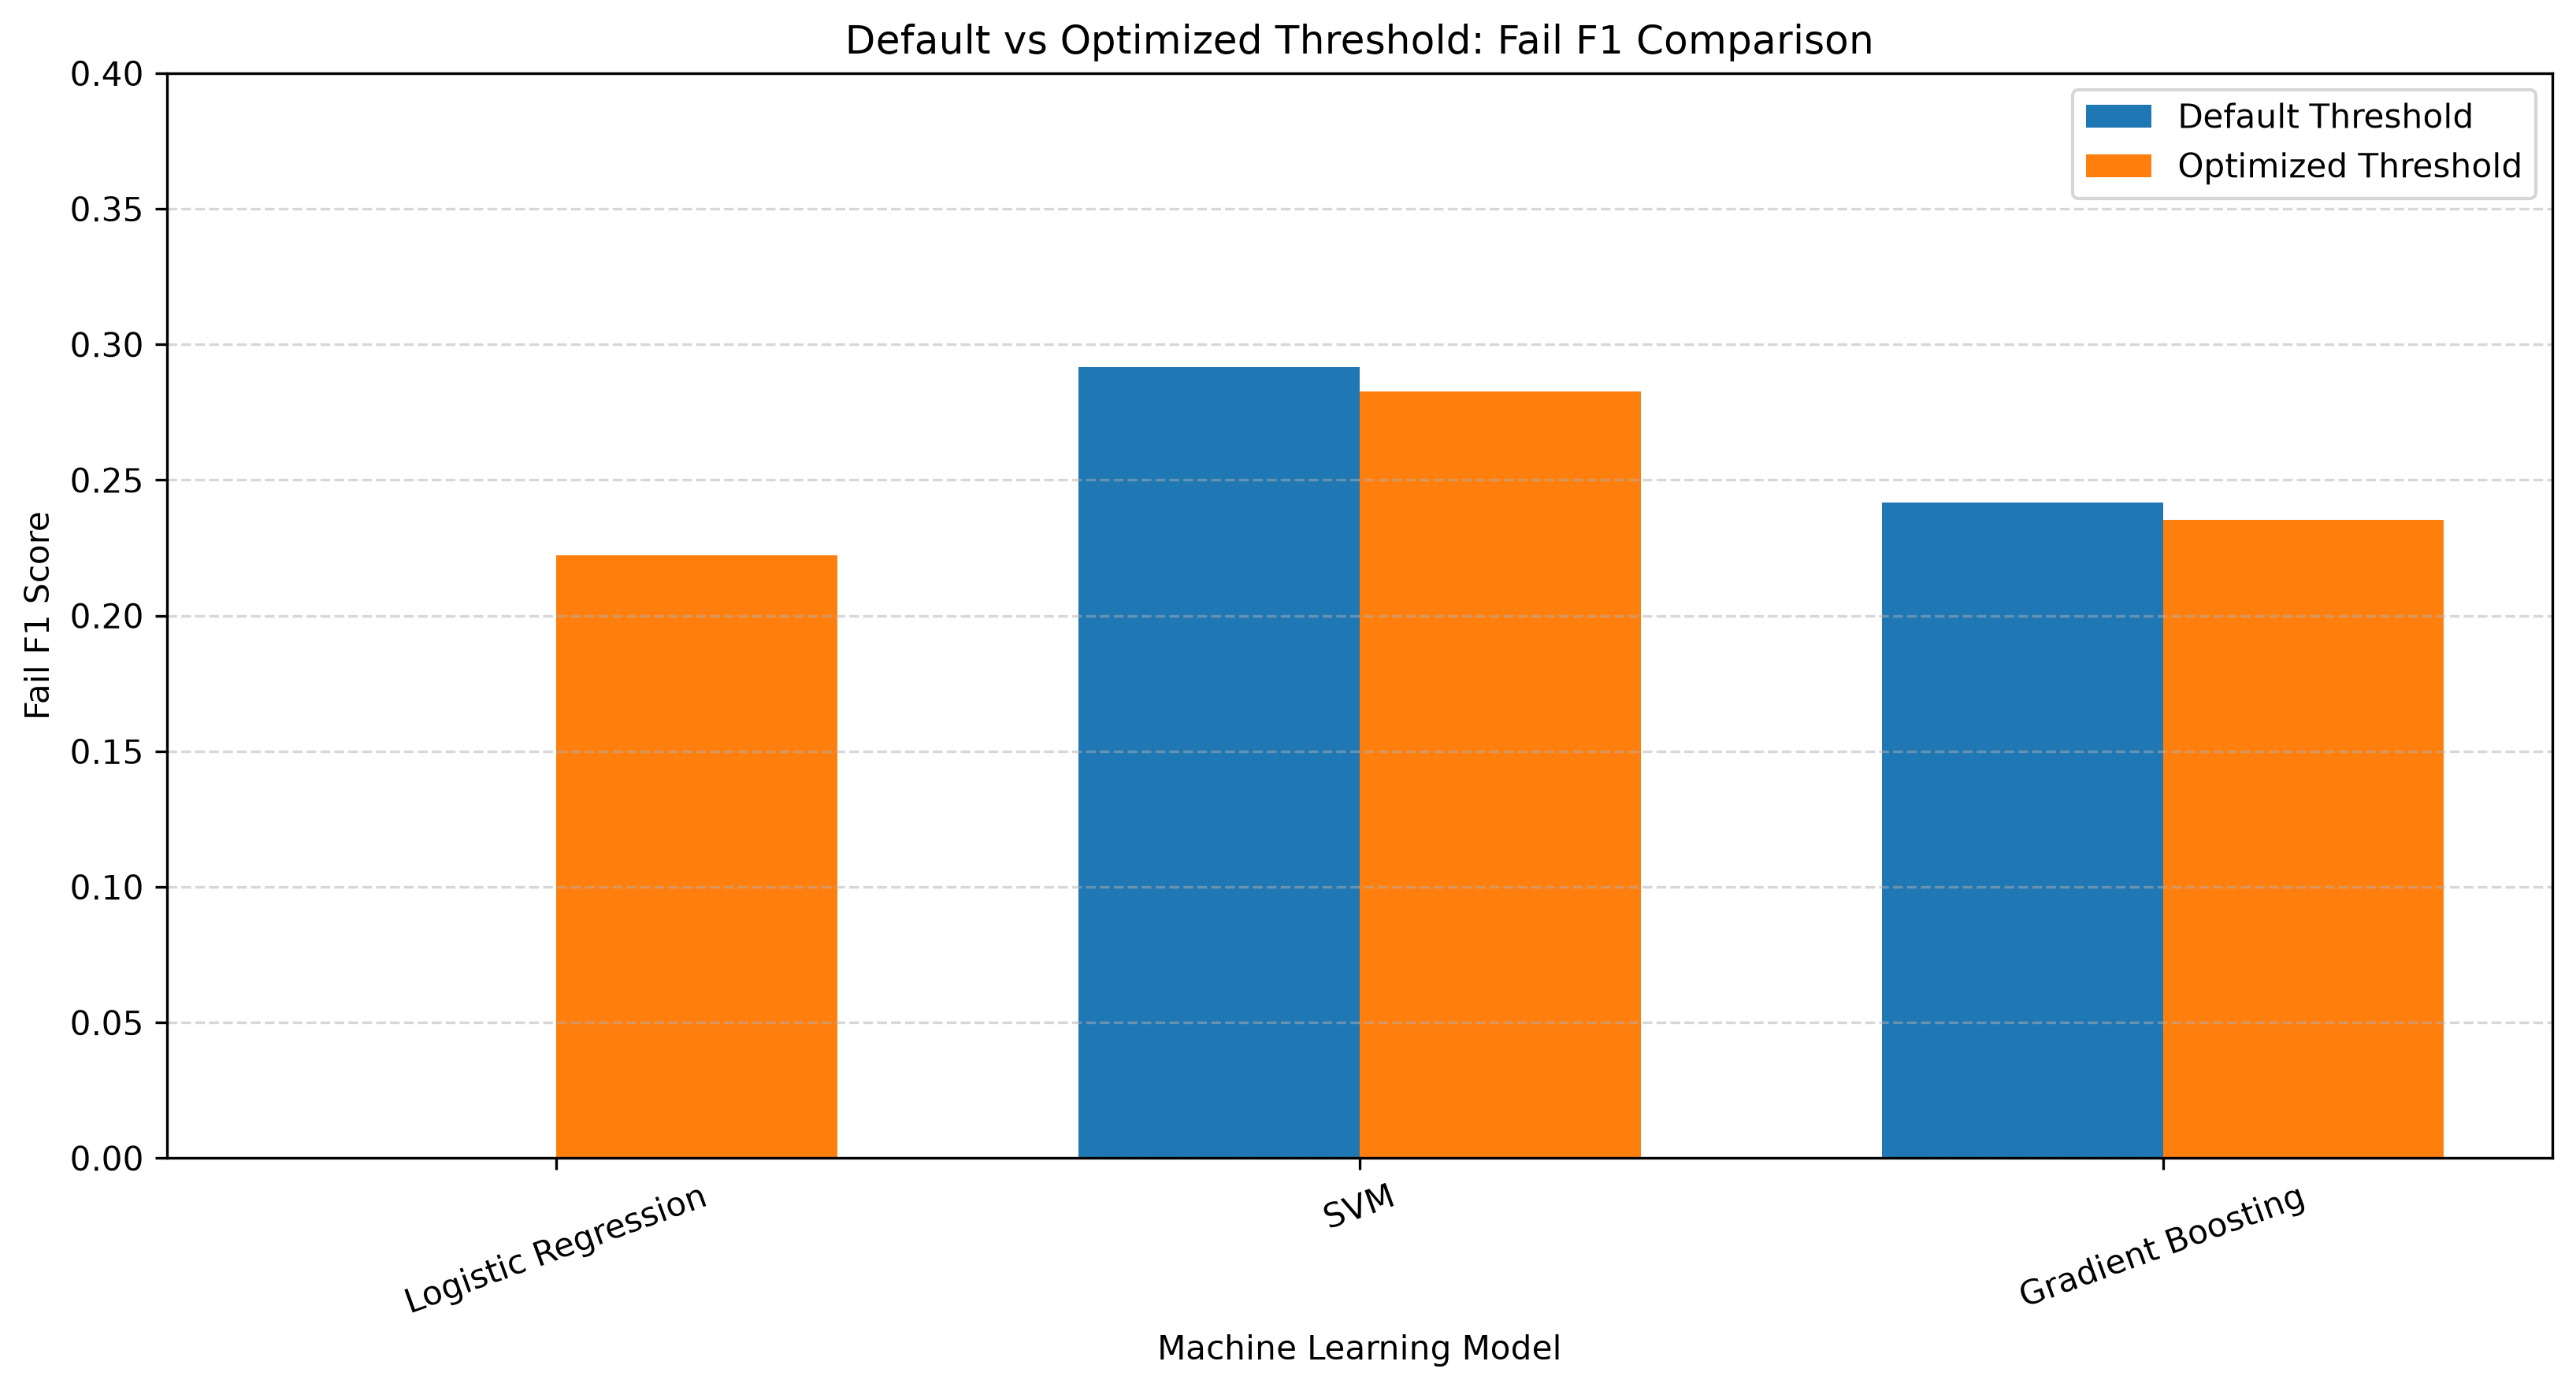 Default vs Optimized Threshold: Fail F1 Comparison
Default Threshold
Optimized Threshold
Fail F1 Score
0.40
0.35
0.30
0.25
0.20
0.15
0.10
0.05
0.00
Logistic Regression
SVM
Gradient Boosting
Machine Learning Model